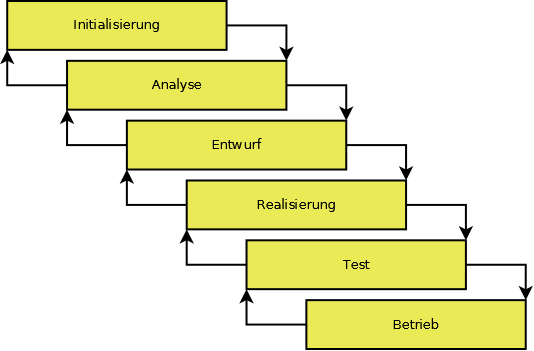 Initialisierung
Analyse
Entwurf
Realisierung
Test
Betrieb